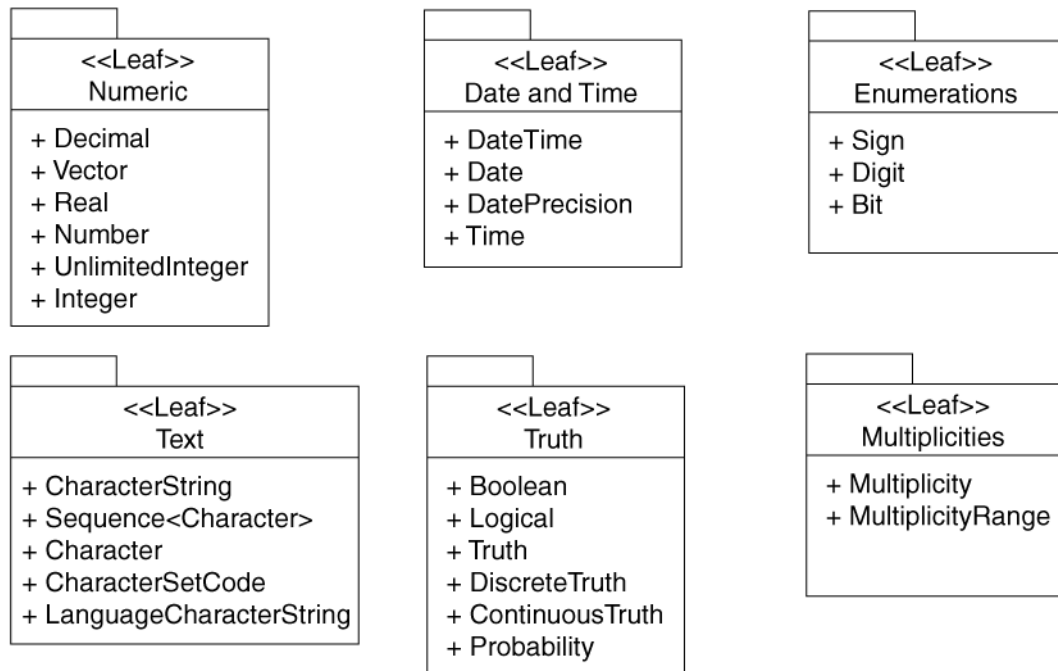 <<Leaf>>
Numeric
+ Decimal
+ Vector
+ Real
+ Number
+ UnlimitedInteger
+ Integer
<<Leaf>>
Date and Time
+ DateTime
+ Date
+ DatePrecision
+ Time
<<Leaf>>
Enumerations
+ Sign
+ Digit
+ Bit
<<Leaf>>
Text
+ CharacterString
+ Sequence<Character>
+ Character
+ CharacterSetCode
+ LanguageCharacterString
<<Leaf>>
Truth
+ Boolean
+ Logical
+ Truth
+ DiscreteTruth
+ ContinuousTruth
+ Probability
<<Leaf>>
Multiplicities
+ Multiplicity
+ MultiplicityRange